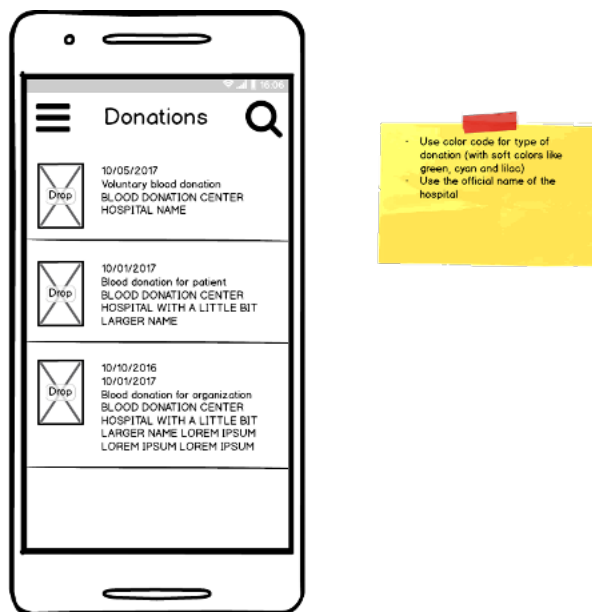 16:06
Donations
Drop
10/05/2017
Voluntary blood donation
BLOOD DONATION CENTER
HOSPITAL NAME
Drop
10/01/2017
Blood donation for patient
BLOOD DONATION CENTER
HOSPITAL WITH A LITTLE BIT
LARGER NAME
Drop
10/10/2016
10/01/2017
Blood donation for organization
BLOOD DONATION CENTER
HOSPITAL WITH A LITTLE BIT
LARGER NAME LOREM IPSUM
LOREM IPSUM LOREM IPSUM
- Use color code for type of
donation (with soft colors like
green, cyan and lilac)
- Use the official name of the
hospital